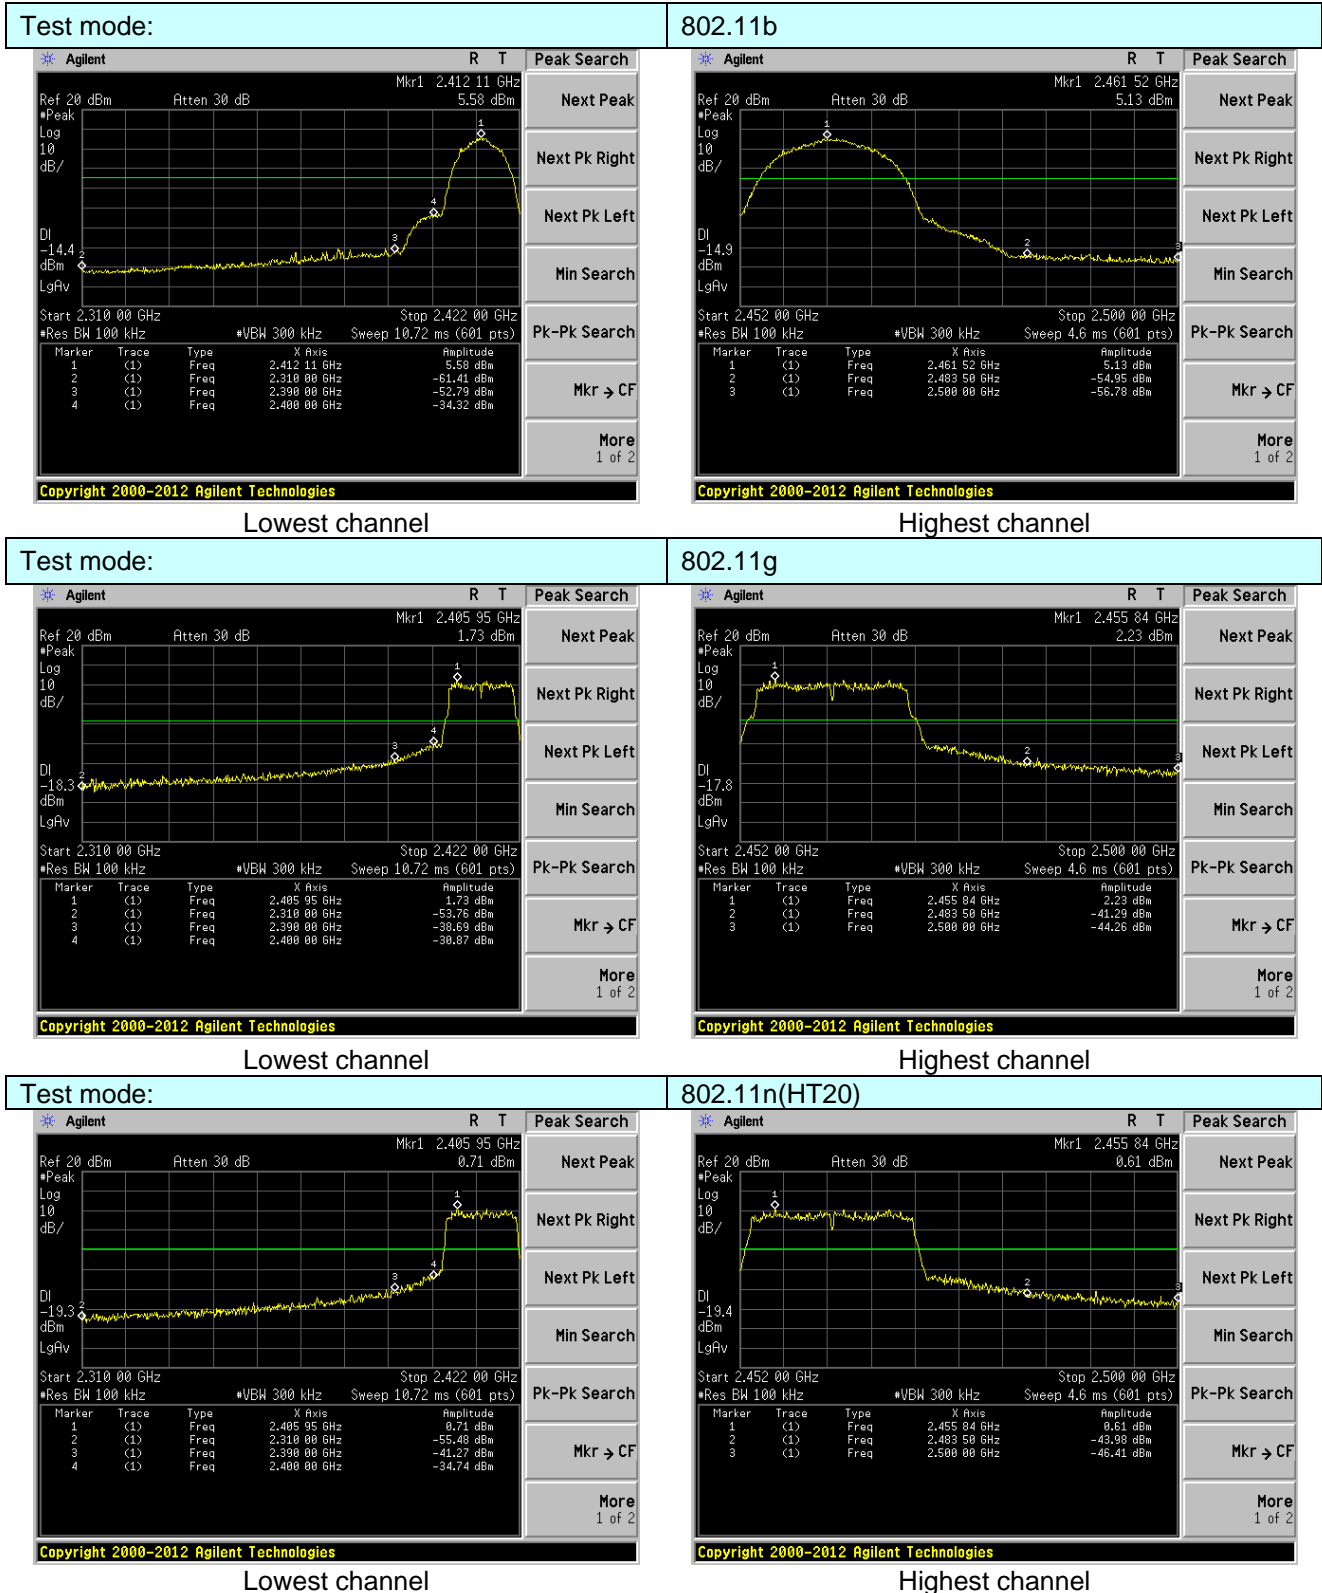 Test mode: 802.11b
Agilent R T Peak Search
Mkr1 2.412 11 GHz
Ref 20 dBm Atten 30 dB 5.58 dBm
#Peak
Log
10
dB/
1
4
3
2
DI
-14.4
dBm
LgAv
Start 2.310 00 GHz Stop 2.422 00 GHz
#Res BW 100 kHz #VBW 300 kHz Sweep 10.72 ms (601 pts)
Marker Trace Type X Axis Amplitude
1 (1) Freq 2.412 11 GHz 5.58 dBm
2 (1) Freq 2.310 00 GHz -61.41 dBm
3 (1) Freq 2.390 00 GHz -52.79 dBm
4 (1) Freq 2.400 00 GHz -34.32 dBm
Next Peak
Next Pk Right
Next Pk Left
Min Search
Pk-Pk Search
Mkr → CF
More
1 of 2
Copyright 2000-2012 Agilent Technologies
Lowest channel
Agilent R T Peak Search
Mkr1 2.461 52 GHz
Ref 20 dBm Atten 30 dB 5.13 dBm
#Peak
Log
10
dB/
1
2
3
DI
-14.9
dBm
LgAv
Start 2.452 00 GHz Stop 2.500 00 GHz
#Res BW 100 kHz #VBW 300 kHz Sweep 4.6 ms (601 pts)
Marker Trace Type X Axis Amplitude
1 (1) Freq 2.461 52 GHz 5.13 dBm
2 (1) Freq 2.483 50 GHz -54.95 dBm
3 (1) Freq 2.500 00 GHz -56.78 dBm
Next Peak
Next Pk Right
Next Pk Left
Min Search
Pk-Pk Search
Mkr → CF
More
1 of 2
Copyright 2000-2012 Agilent Technologies
Highest channel
Test mode: 802.11g
Agilent R T Peak Search
Mkr1 2.405 95 GHz
Ref 20 dBm Atten 30 dB 1.73 dBm
#Peak
Log
10
dB/
1
4
3
2
DI
-18.3
dBm
LgAv
Start 2.310 00 GHz Stop 2.422 00 GHz
#Res BW 100 kHz #VBW 300 kHz Sweep 10.72 ms (601 pts)
Marker Trace Type X Axis Amplitude
1 (1) Freq 2.405 95 GHz 1.73 dBm
2 (1) Freq 2.310 00 GHz -53.76 dBm
3 (1) Freq 2.390 00 GHz -38.69 dBm
4 (1) Freq 2.400 00 GHz -30.87 dBm
Next Peak
Next Pk Right
Next Pk Left
Min Search
Pk-Pk Search
Mkr → CF
More
1 of 2
Copyright 2000-2012 Agilent Technologies
Lowest channel
Agilent R T Peak Search
Mkr1 2.455 84 GHz
Ref 20 dBm Atten 30 dB 2.23 dBm
#Peak
Log
10
dB/
1
2
3
DI
-17.8
dBm
LgAv
Start 2.452 00 GHz Stop 2.500 00 GHz
#Res BW 100 kHz #VBW 300 kHz Sweep 4.6 ms (601 pts)
Marker Trace Type X Axis Amplitude
1 (1) Freq 2.455 84 GHz 2.23 dBm
2 (1) Freq 2.483 50 GHz -41.29 dBm
3 (1) Freq 2.500 00 GHz -44.26 dBm
Next Peak
Next Pk Right
Next Pk Left
Min Search
Pk-Pk Search
Mkr → CF
More
1 of 2
Copyright 2000-2012 Agilent Technologies
Highest channel
Test mode: 802.11n(HT20)
Agilent R T Peak Search
Mkr1 2.405 95 GHz
Ref 20 dBm Atten 30 dB 0.71 dBm
#Peak
Log
10
dB/
1
4
3
2
DI
-19.3
dBm
LgAv
Start 2.310 00 GHz Stop 2.422 00 GHz
#Res BW 100 kHz #VBW 300 kHz Sweep 10.72 ms (601 pts)
Marker Trace Type X Axis Amplitude
1 (1) Freq 2.405 95 GHz 0.71 dBm
2 (1) Freq 2.310 00 GHz -55.48 dBm
3 (1) Freq 2.390 00 GHz -41.27 dBm
4 (1) Freq 2.400 00 GHz -34.74 dBm
Next Peak
Next Pk Right
Next Pk Left
Min Search
Pk-Pk Search
Mkr → CF
More
1 of 2
Copyright 2000-2012 Agilent Technologies
Lowest channel
Agilent R T Peak Search
Mkr1 2.455 84 GHz
Ref 20 dBm Atten 30 dB 0.61 dBm
#Peak
Log
10
dB/
1
2
3
DI
-19.4
dBm
LgAv
Start 2.452 00 GHz Stop 2.500 00 GHz
#Res BW 100 kHz #VBW 300 kHz Sweep 4.6 ms (601 pts)
Marker Trace Type X Axis Amplitude
1 (1) Freq 2.455 84 GHz 0.61 dBm
2 (1) Freq 2.483 50 GHz -43.98 dBm
3 (1) Freq 2.500 00 GHz -46.41 dBm
Next Peak
Next Pk Right
Next Pk Left
Min Search
Pk-Pk Search
Mkr → CF
More
1 of 2
Copyright 2000-2012 Agilent Technologies
Highest channel